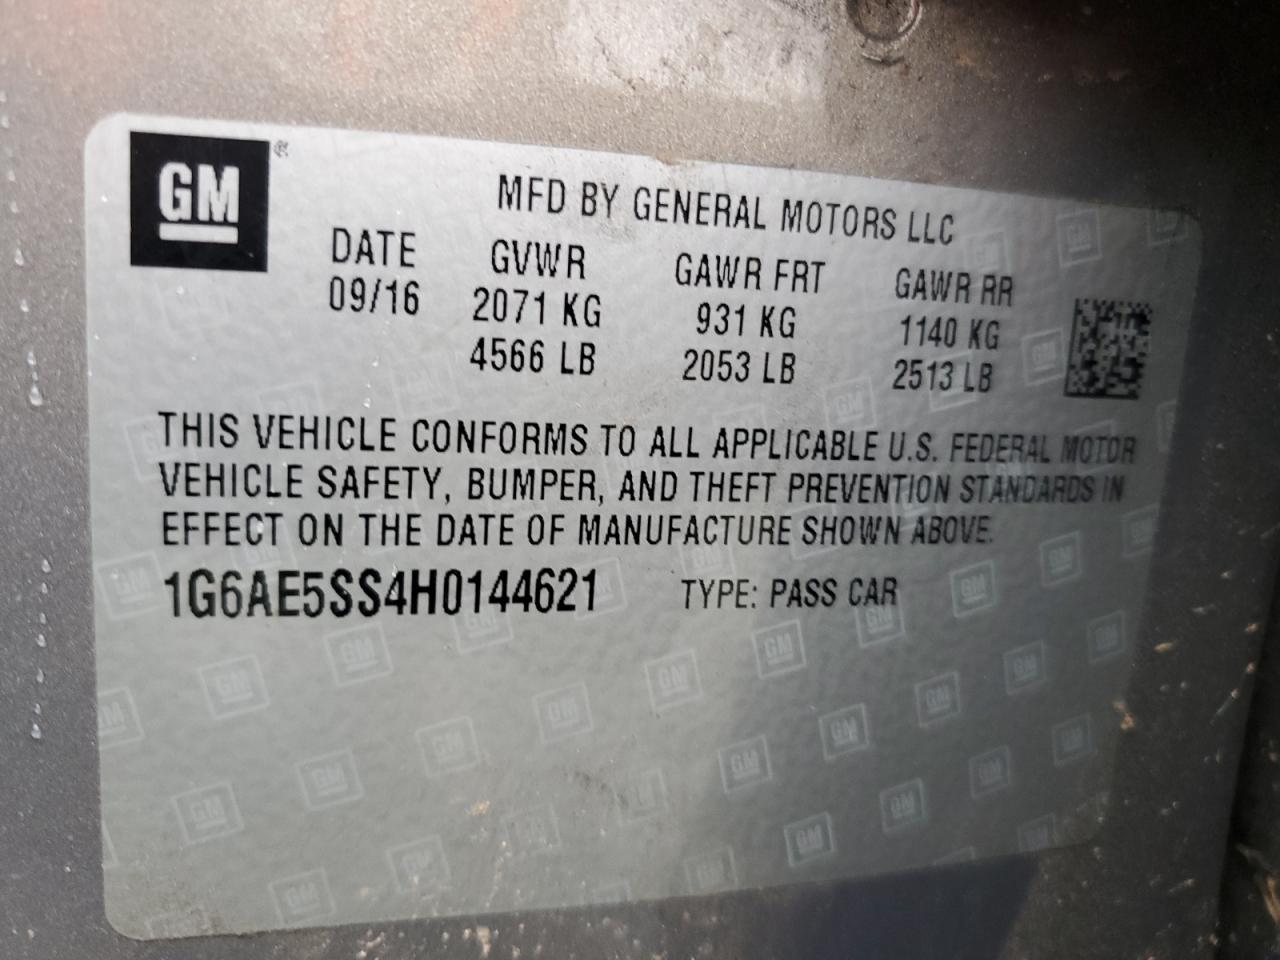 GM
MFD BY GENERAL MOTORS LLC
DATE GVWR GAWR FRT GAWR RR
09/16 2071 KG 931 KG 1140 KG
4566 LB 2053 LB 2513 LB
THIS VEHICLE CONFORMS TO ALL APPLICABLE U.S. FEDERAL MOTOR
VEHICLE SAFETY, BUMPER, AND THEFT PREVENTION STANDARDS IN
EFFECT ON THE DATE OF MANUFACTURE SHOWN ABOVE.
1G6AE5SS4H0144621 TYPE: PASS CAR